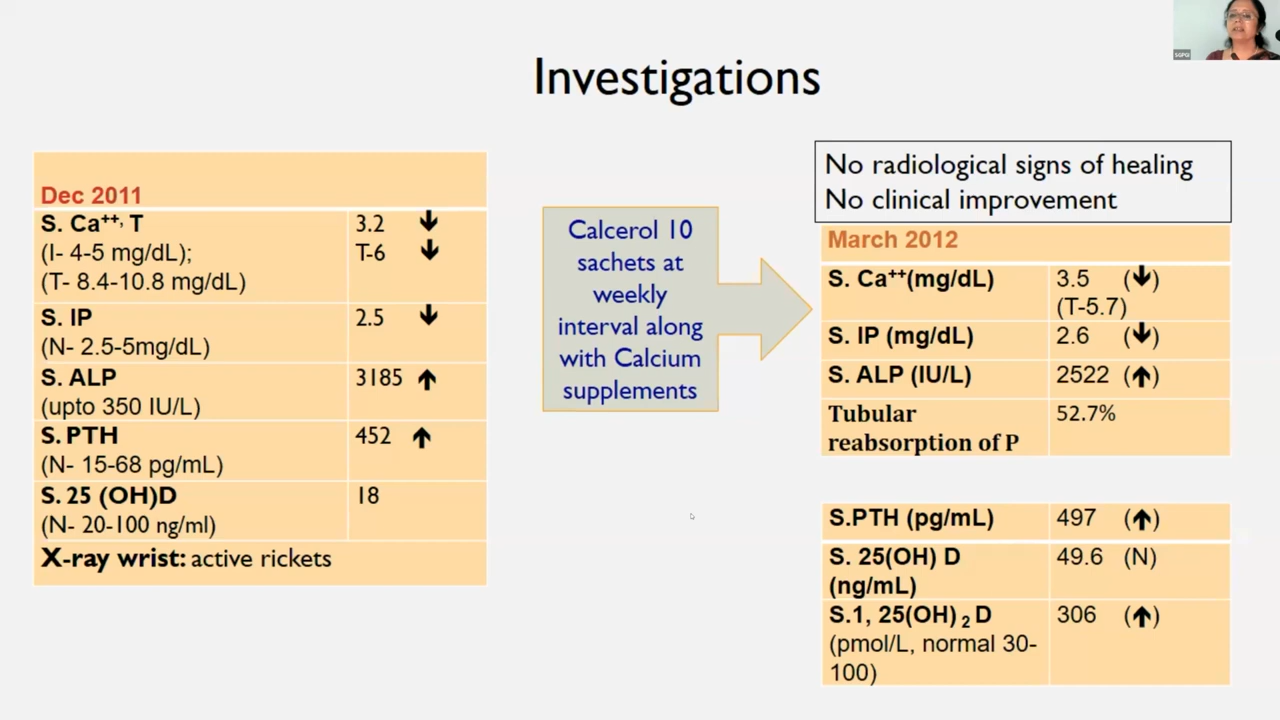 SGPGI
Investigations
Dec 2011
S. Ca⁺⁺, T
(I- 4-5 mg/dL);
(T- 8.4-10.8 mg/dL)
3.2 ↓
T-6 ↓
S. IP
(N- 2.5-5mg/dL)
2.5 ↓
S. ALP
(upto 350 IU/L)
3185 ↑
S. PTH
(N- 15-68 pg/mL)
452 ↑
S. 25 (OH)D
(N- 20-100 ng/ml)
18
X-ray wrist: active rickets
Calcerol 10
sachets at
weekly
interval along
with Calcium
supplements
No radiological signs of healing
No clinical improvement
March 2012
S. Ca⁺⁺(mg/dL)
3.5 (↓)
(T-5.7)
S. IP (mg/dL)
2.6 (↓)
S. ALP (IU/L)
2522 (↑)
Tubular
reabsorption of P
52.7%
S.PTH (pg/mL)
497 (↑)
S. 25(OH) D
(ng/mL)
49.6 (N)
S.1, 25(OH) ₂ D
(pmol/L, normal 30-
100)
306 (↑)